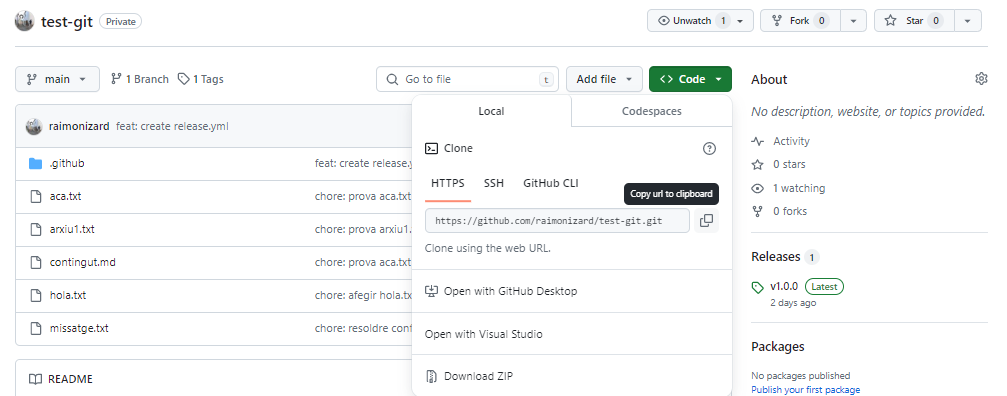 test-git Private Unwatch 1 Fork 0 Star 0
main 1 Branch 1 Tags Go to file t Add file Code
raimonizard feat: create release.yml
.github feat: create release.y
aca.txt chore: prova aca.txt
arxiu1.txt chore: prova arxiu1.
contingut.md chore: prova aca.txt
hola.txt chore: afegir hola.tx
missatge.txt chore: resoldre conf
README
Local Codespaces
Clone
HTTPS SSH GitHub CLI
Copy url to clipboard
https://github.com/raimonizard/test-git.git
Clone using the web URL.
Open with GitHub Desktop
Open with Visual Studio
Download ZIP
About
No description, website, or topics provided.
Activity
0 stars
1 watching
0 forks
Releases 1
v1.0.0 Latest
2 days ago
Packages
No packages published
Publish your first package